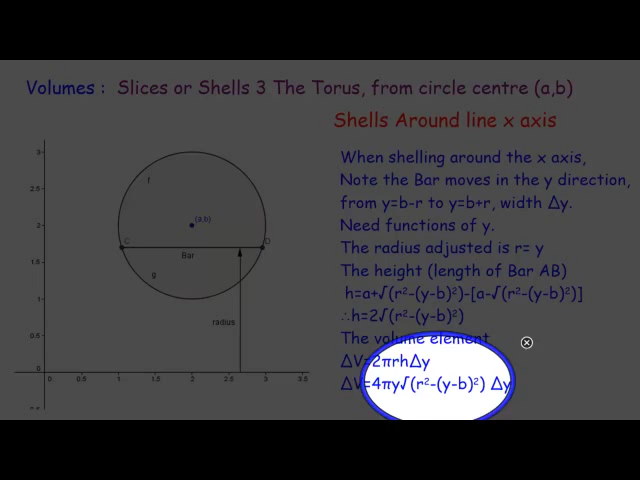 Volumes : Slices or Shells 3 The Torus, from circle centre (a,b)
Shells Around line x axis
When shelling around the x axis,
Note the Bar moves in the y direction,
from y=b-r to y=b+r, width Δy.
Need functions of y.
The radius adjusted is r= y
The height (length of Bar AB)
h=a+√(r²-(y-b)²)-[a-√(r²-(y-b)²)]
∴h=2√(r²-(y-b)²)
The volume element
ΔV=2πrhΔy
ΔV=4πy√(r²-(y-b)²) Δy
3
f
2.5
(a,b)
2
C
D
Bar
1.5
g
1
radius
0.5
0
0 0.5 1 1.5 2 2.5 3 3.5